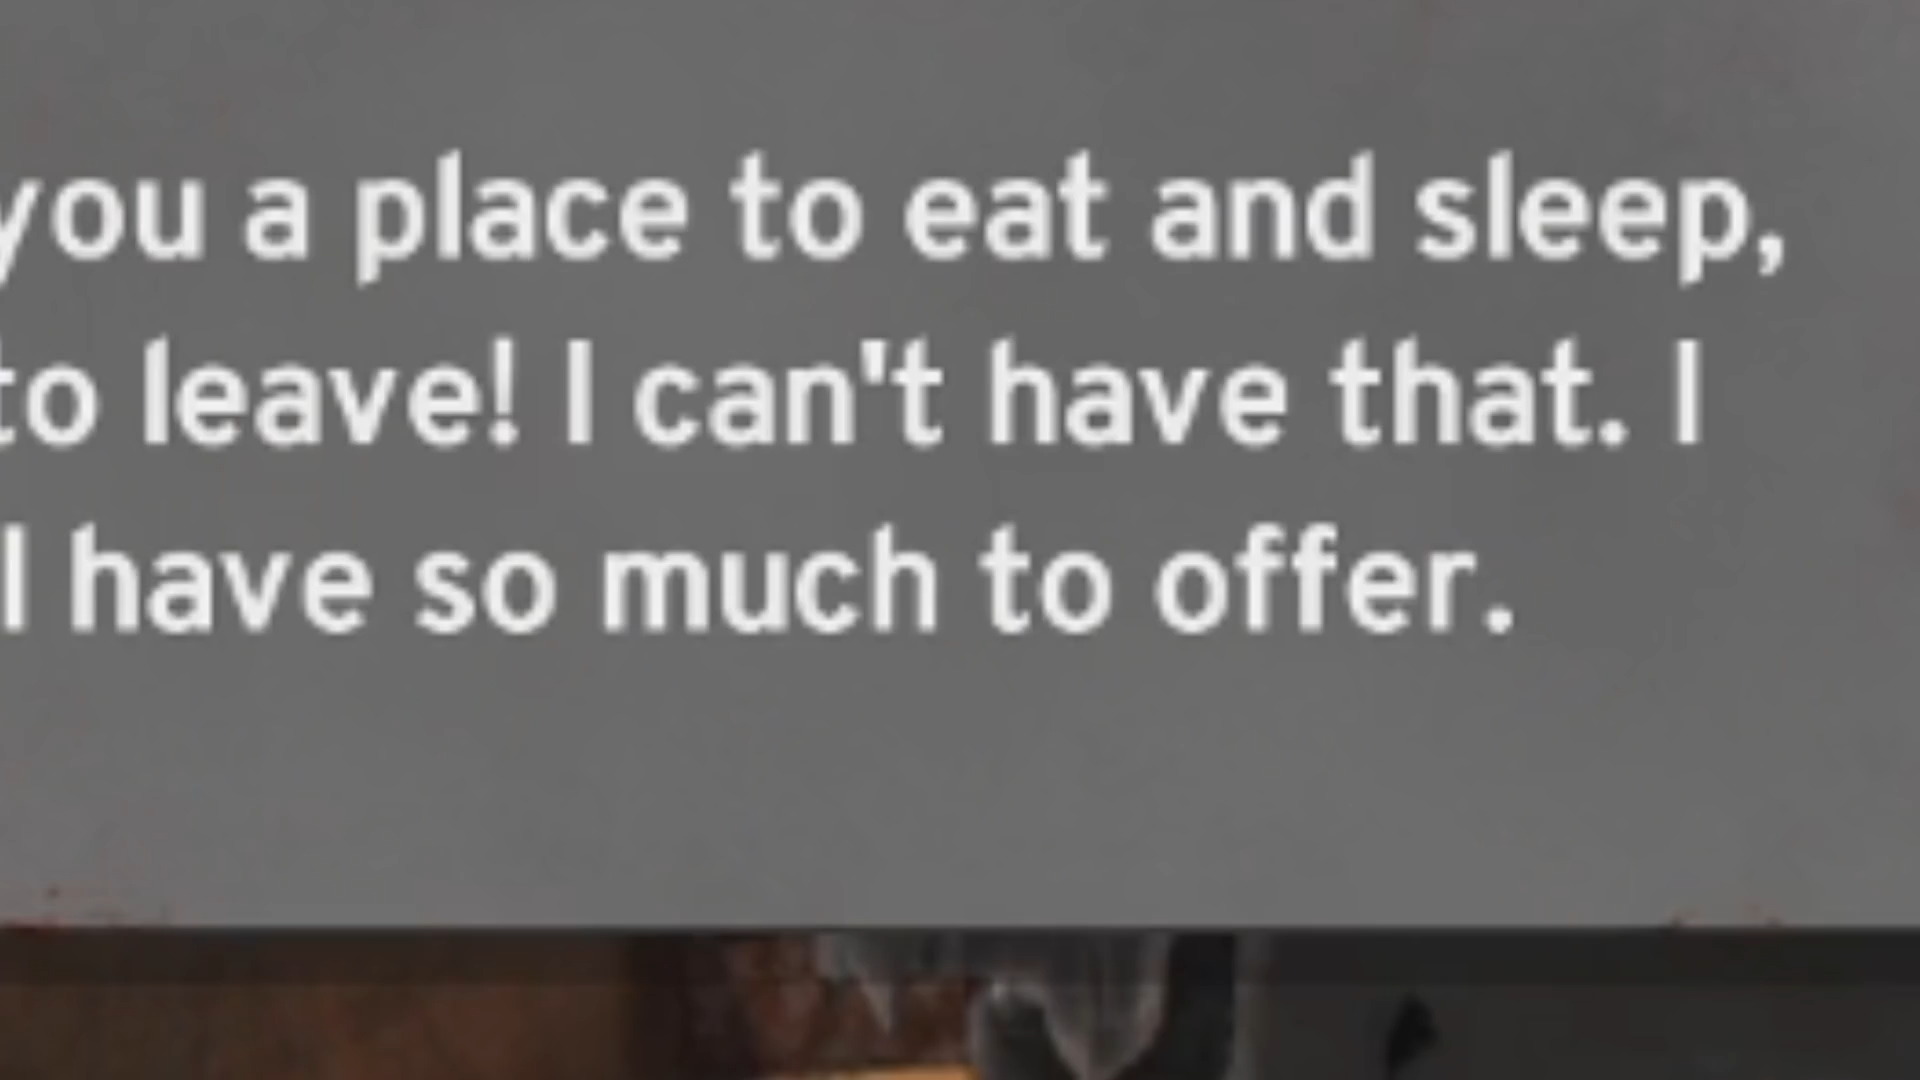 you a place to eat and sleep,
to leave! I can't have that. I
I have so much to offer.